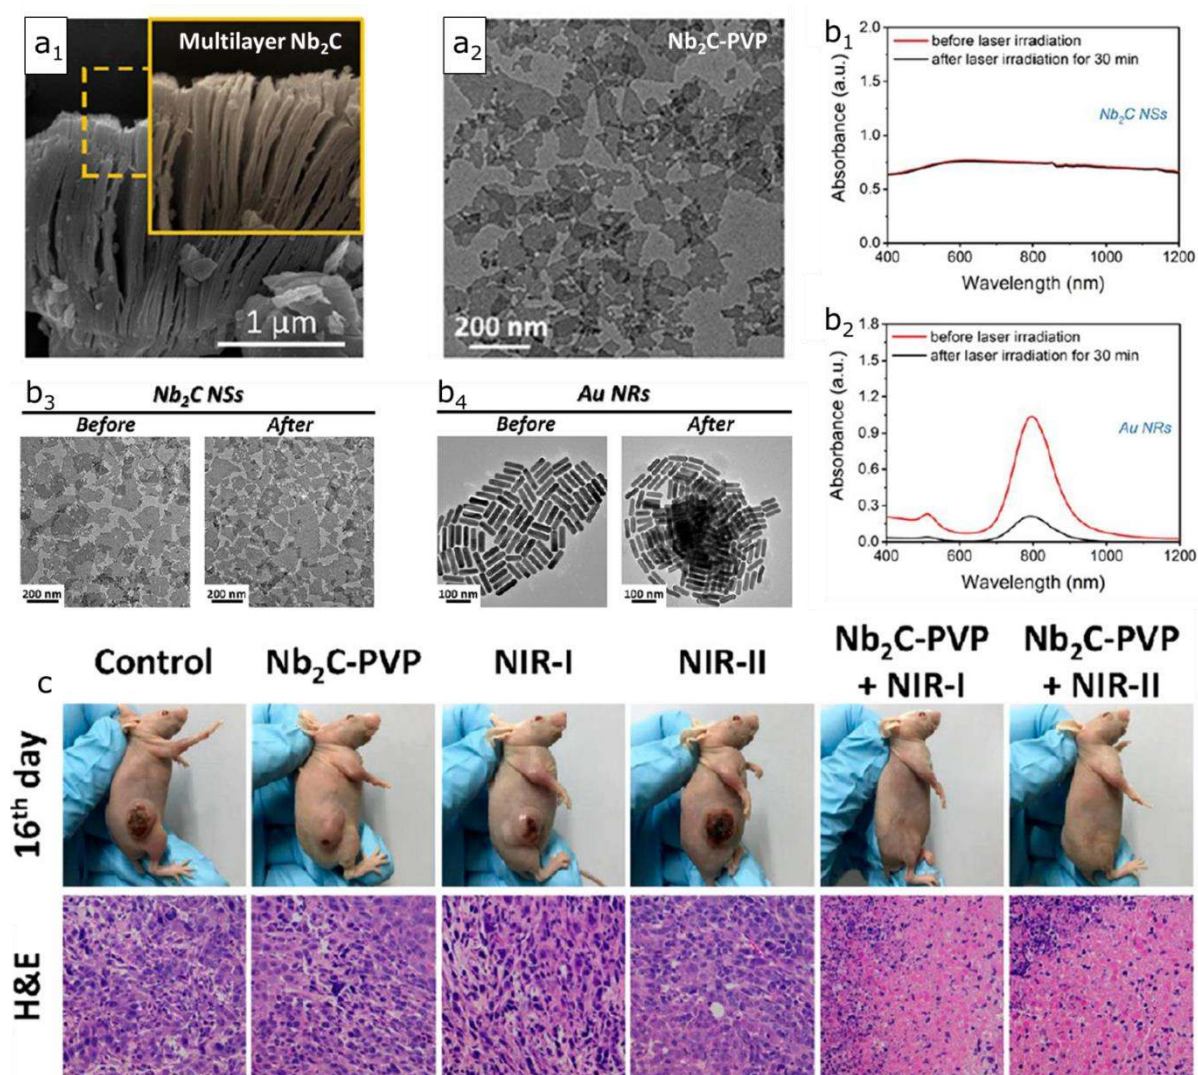 a₁
Multilayer Nb₂C
1 µm
a₂
Nb₂C-PVP
200 nm
b₁
2.0
1.5
1.0
0.5
0.0
Absorbance (a.u.)
before laser irradiation
after laser irradiation for 30 min
Nb₂C NSs
400 600 800 1000 1200
Wavelength (nm)
b₂
1.8
1.5
1.2
0.9
0.6
0.3
0.0
Absorbance (a.u.)
before laser irradiation
after laser irradiation for 30 min
Au NRs
400 600 800 1000 1200
Wavelength (nm)
b₃
Nb₂C NSs
Before After
200 nm 200 nm
b₄
Au NRs
Before After
100 nm 100 nm
c
Control Nb₂C-PVP NIR-I NIR-II Nb₂C-PVP + NIR-I Nb₂C-PVP + NIR-II
16th day
H&E